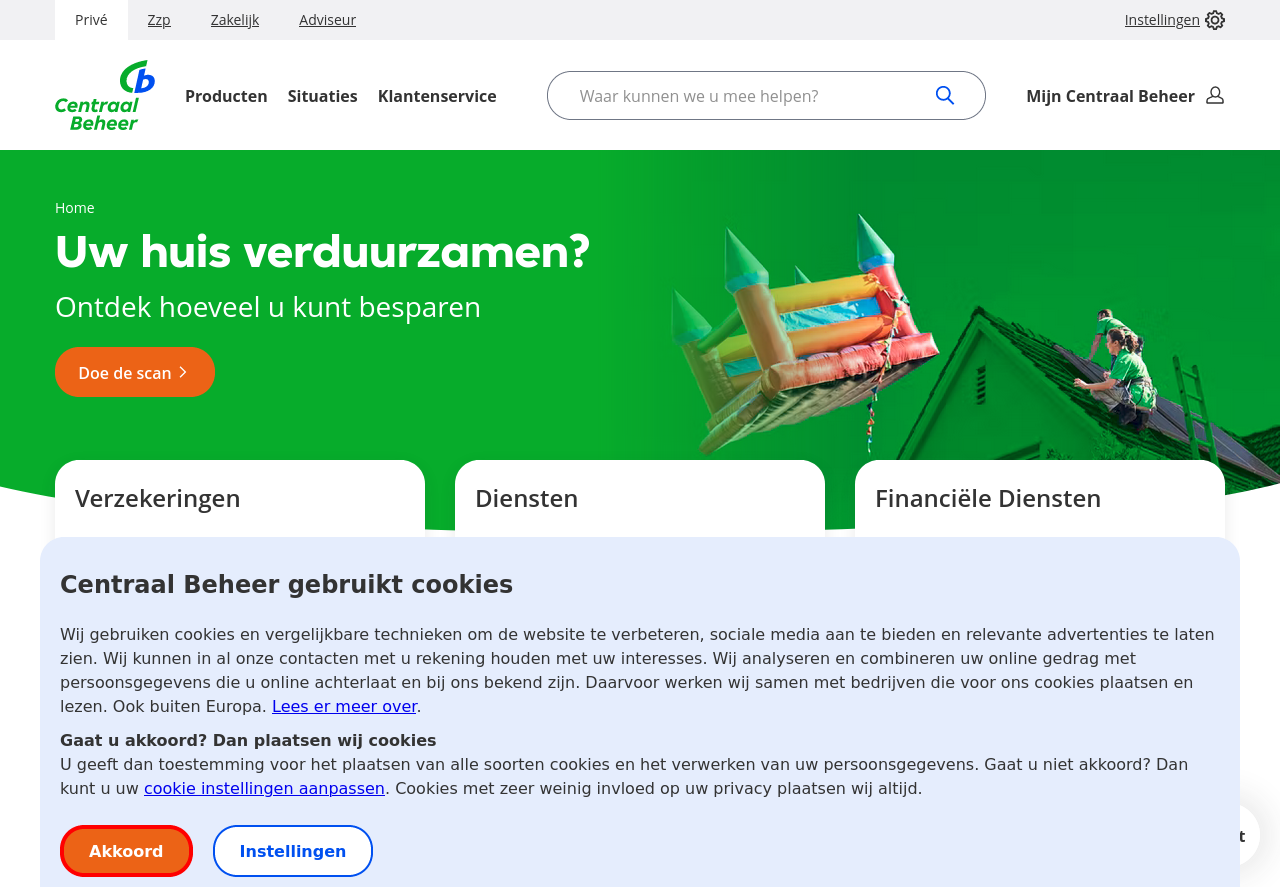 Privé
Zzp
Zakelijk
Adviseur
Instellingen
Centraal
Beheer
Producten
Situaties
Klantenservice
Waar kunnen we u mee helpen?
Mijn Centraal Beheer
Home
Uw huis verduurzamen?
Ontdek hoeveel u kunt besparen
Doe de scan
Verzekeringen
Diensten
Financiële Diensten
Centraal Beheer gebruikt cookies
Wij gebruiken cookies en vergelijkbare technieken om de website te verbeteren, sociale media aan te bieden en relevante advertenties te laten
zien. Wij kunnen in al onze contacten met u rekening houden met uw interesses. Wij analyseren en combineren uw online gedrag met
persoonsgegevens die u online achterlaat en bij ons bekend zijn. Daarvoor werken wij samen met bedrijven die voor ons cookies plaatsen en
lezen. Ook buiten Europa. Lees er meer over.
Gaat u akkoord? Dan plaatsen wij cookies
U geeft dan toestemming voor het plaatsen van alle soorten cookies en het verwerken van uw persoonsgegevens. Gaat u niet akkoord? Dan
kunt u uw cookie instellingen aanpassen. Cookies met zeer weinig invloed op uw privacy plaatsen wij altijd.
Akkoord
Instellingen